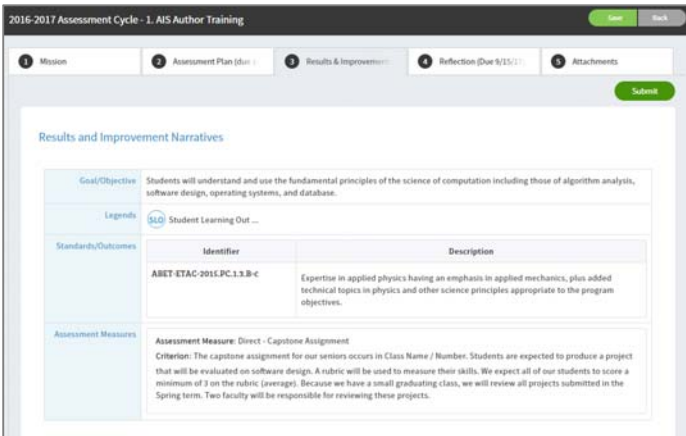 2016-2017 Assessment Cycle - 1. AIS Author Training
Save
Back
1 Mission
2 Assessment Plan (due
3 Results & Improvement
4 Reflection (Due 9/15/17
5 Attachments
Submit
Results and Improvement Narratives
Goal/Objective
Students will understand and use the fundamental principles of the science of computation including those of algorithm analysis,
software design, operating systems, and database.
Legends
SLO Student Learning Out ...
Standards/Outcomes
Identifier
Description
ABET-ETAC-2015.PC.1.3.B-c
Expertise in applied physics having an emphasis in applied mechanics, plus added
technical topics in physics and other science principles appropriate to the program
objectives.
Assessment Measures
Assessment Measure: Direct - Capstone Assignment
Criterion: The capstone assignment for our seniors occurs in Class Name / Number. Students are expected to produce a project
that will be evaluated on software design. A rubric will be used to measure their skills. We expect all of our students to score a
minimum of 3 on the rubric (average). Because we have a small graduating class, we will review all projects submitted in the
Spring term. Two faculty will be responsible for reviewing these projects.